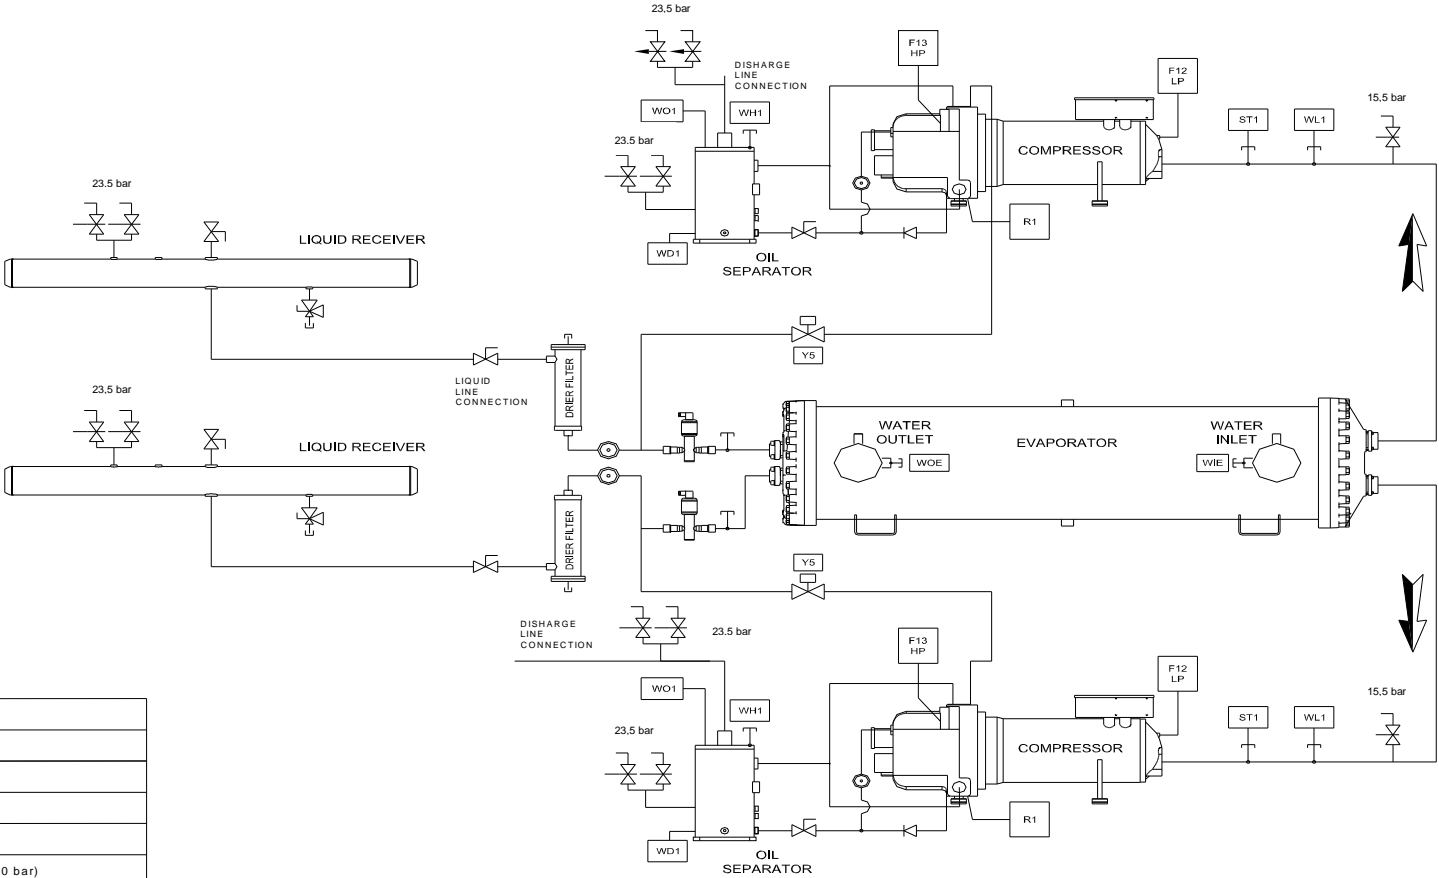 23,5 bar
F13
HP
DISHARGE
LINE
CONNECTION
F12
LP
WO1
WH1
ST1
WL1
15,5 bar
23.5 bar
COMPRESSOR
23.5 bar
LIQUID RECEIVER
R1
WD1
OIL
SEPARATOR
Y5
DRIER FILTER
LIQUID
LINE
CONNECTION
23,5 bar
LIQUID RECEIVER
WATER
OUTLET
EVAPORATOR
WATER
INLET
WOE
WIE
DRIER FILTER
Y5
DISHARGE
LINE
CONNECTION
23.5 bar
F13
HP
F12
LP
WO1
WH1
ST1
WL1
15,5 bar
23,5 bar
COMPRESSOR
R1
WD1
OIL
SEPARATOR
0 bar)